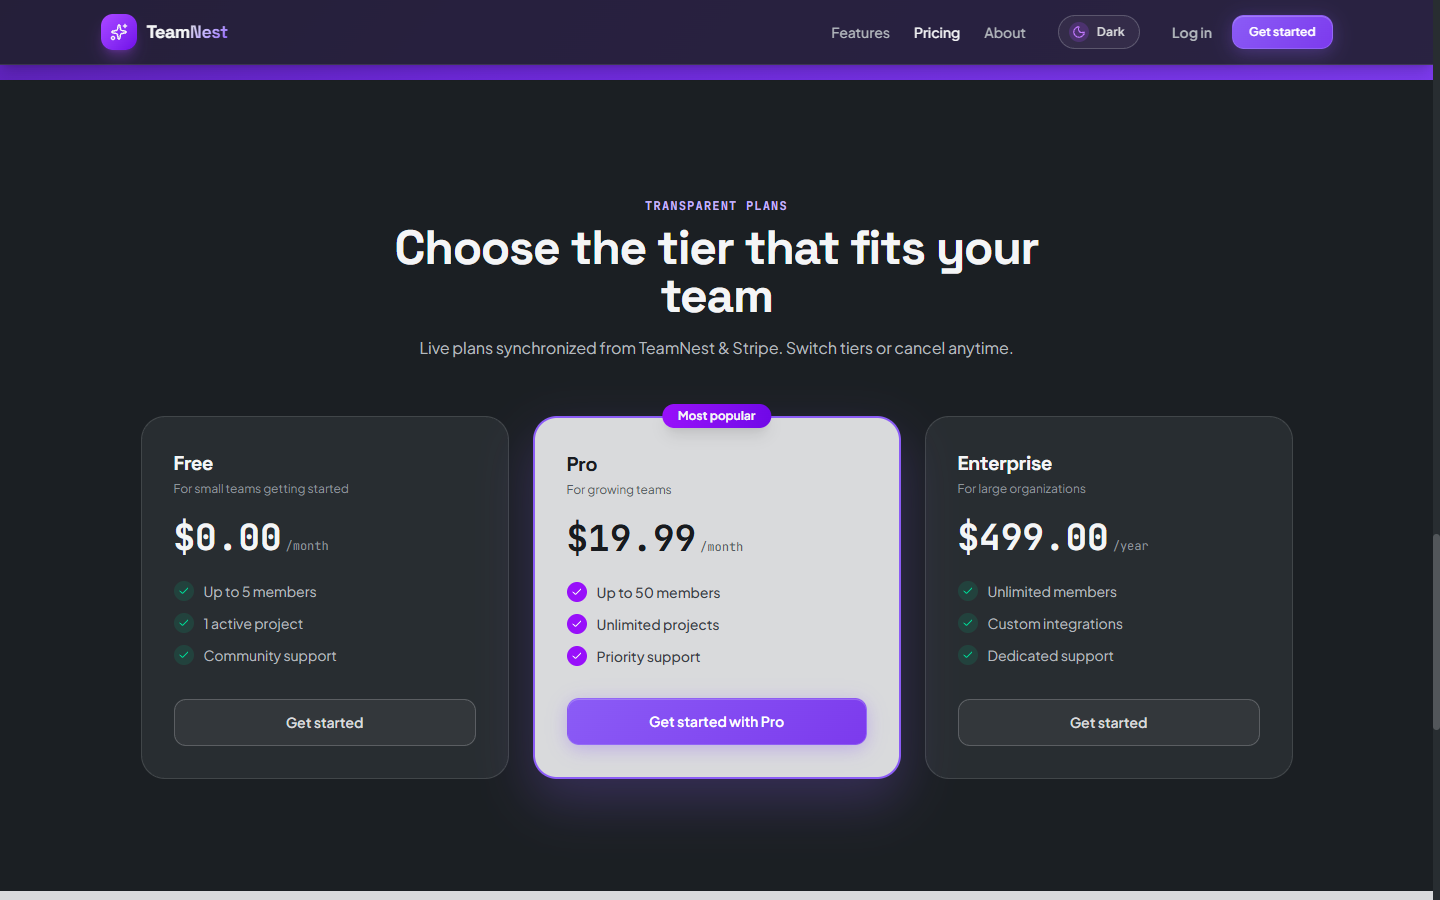 TeamNest
Features
Pricing
About
Dark
Log in
Get started
TRANSPARENT PLANS
Choose the tier that fits your
team
Live plans synchronized from TeamNest & Stripe. Switch tiers or cancel anytime.
Free
For small teams getting started
$0.00 /month
Up to 5 members
1 active project
Community support
Get started
Most popular
Pro
For growing teams
$19.99 /month
Up to 50 members
Unlimited projects
Priority support
Get started with Pro
Enterprise
For large organizations
$499.00 /year
Unlimited members
Custom integrations
Dedicated support
Get started